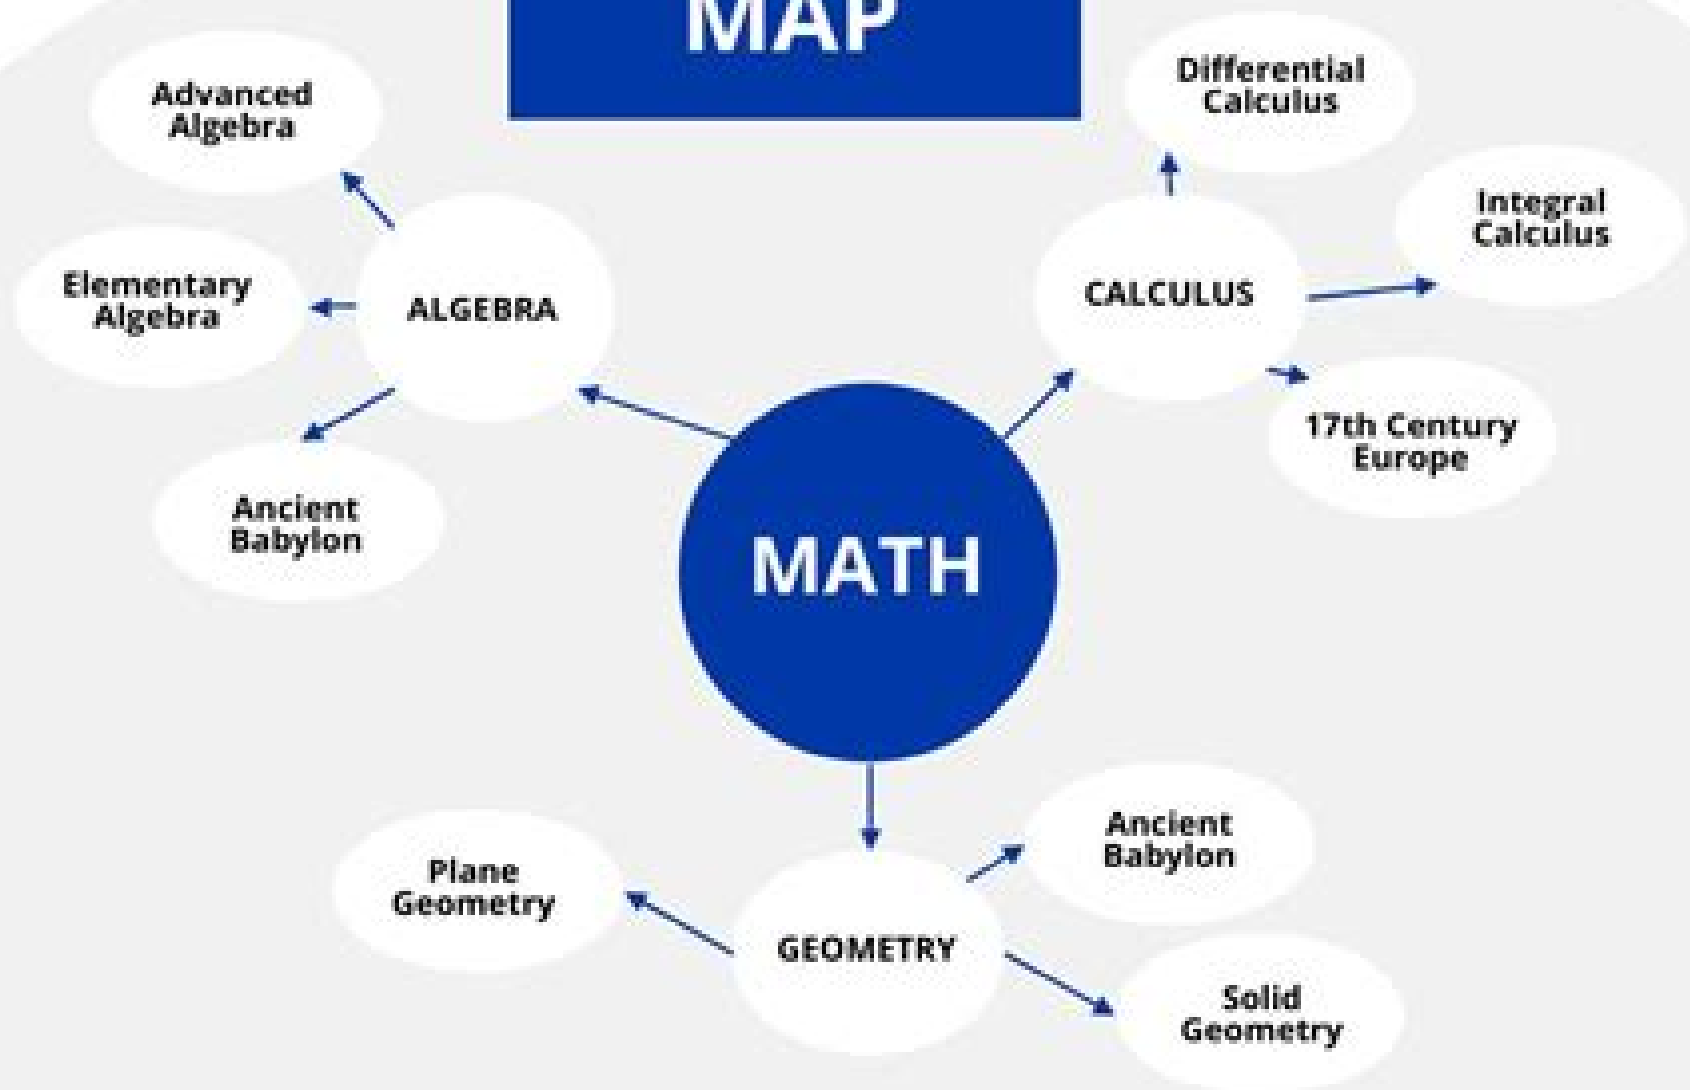 MAP
Advanced
Algebra
Elementary
Algebra
ALGEBRA
Ancient
Babylon
Differential
Calculus
Integral
Calculus
CALCULUS
17th Century
Europe
MATH
Plane
Geometry
GEOMETRY
Ancient
Babylon
Solid
Geometry